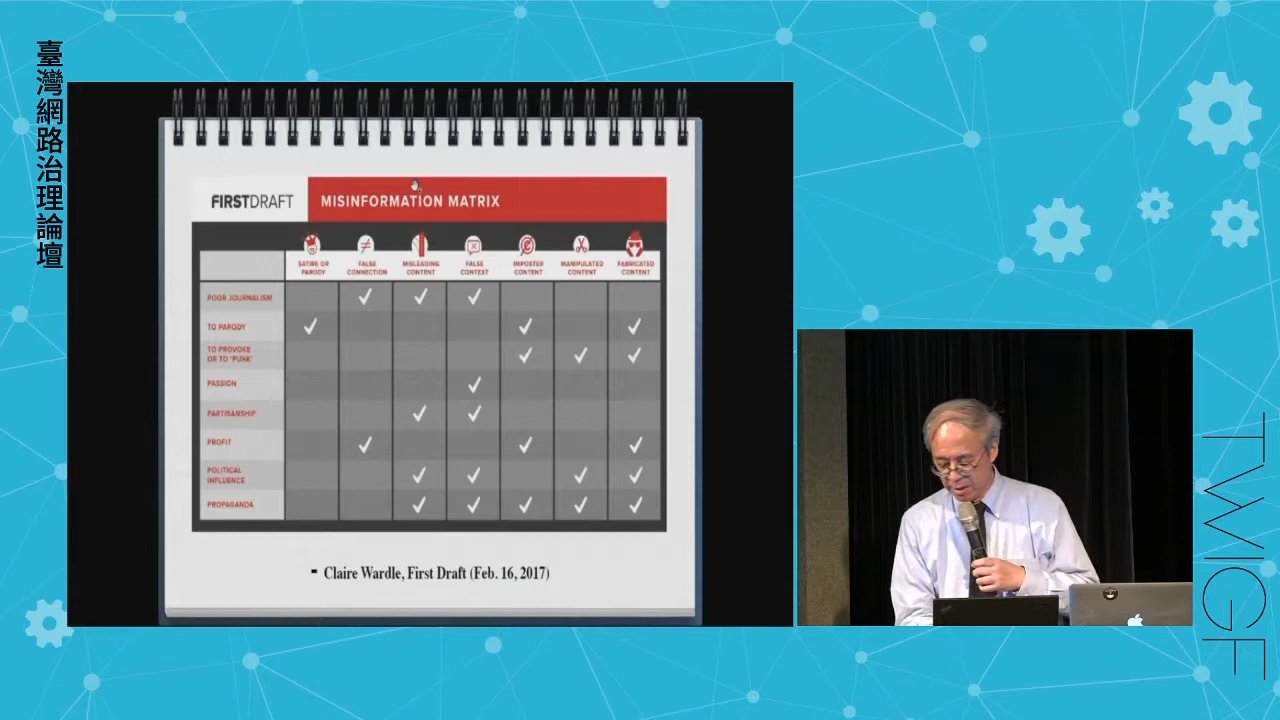 臺灣網路治理論壇
FIRSTDRAFT
MISINFORMATION MATRIX
SATIRE OR
PARODY
FALSE
CONNECTION
MISLEADING
CONTENT
FALSE
CONTEXT
IMPOSTER
CONTENT
MANIPULATED
CONTENT
FABRICATED
CONTENT
POOR JOURNALISM
TO PARODY
TO PROVOKE
OR TO 'PUNK'
PASSION
PARTISANSHIP
PROFIT
POLITICAL
INFLUENCE
PROPAGANDA
- Claire Wardle, First Draft (Feb. 16, 2017)
TWIGF